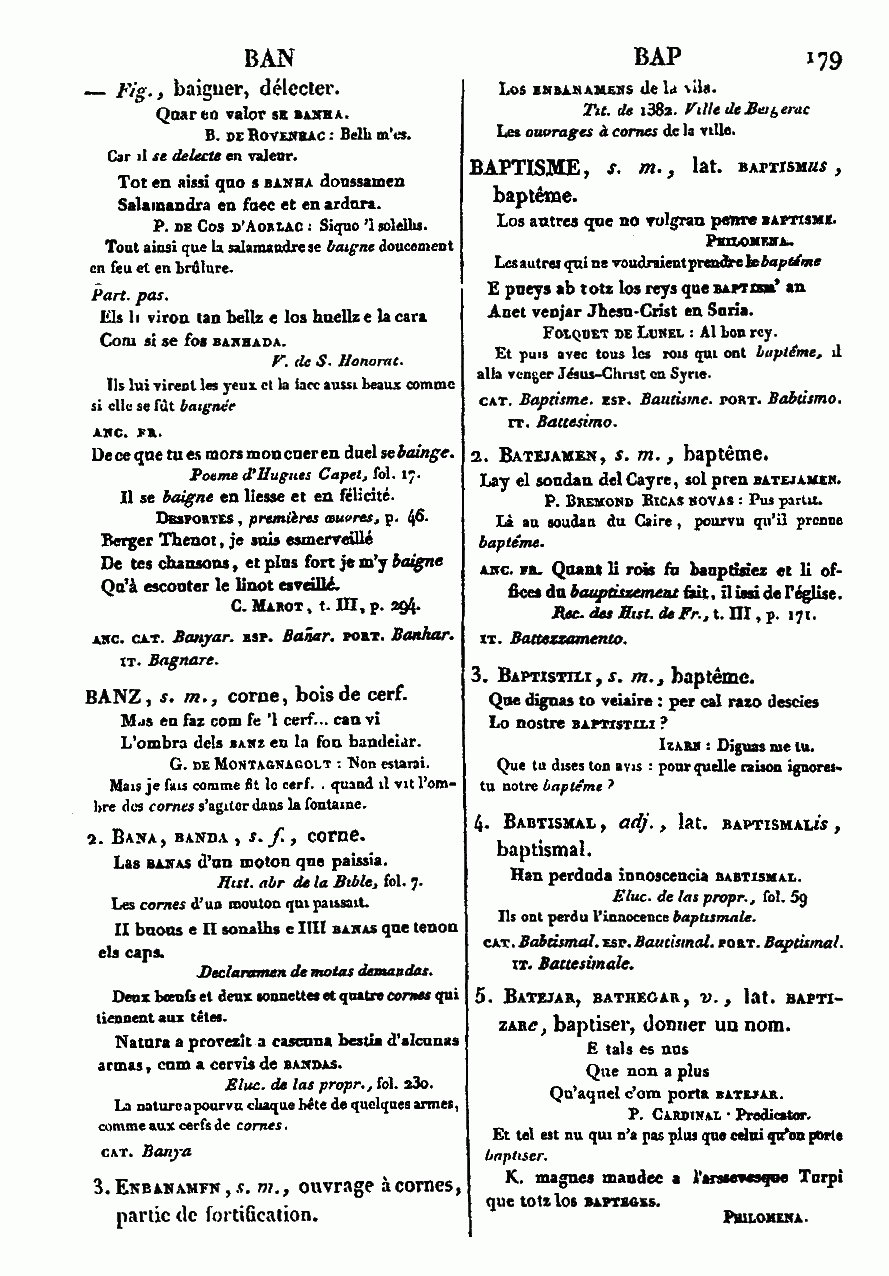 BAN
BAP
179
— Fig., baigner, délecter.
Quar en valor se banha.
B. de Rovenhac : Belh m'es.
Car il se delecte en valeur.
Tot en aissi quo s banha doussamen
Salamandra en fuec et en ardura.
P. de Cos d'Aorlac : Si quo 'l solelhs.
Tout ainsi que la salamandre se baigne doucement
en feu et en brûlure.
Part. pas.
Els li viron tan bellz e los huellz e la cara
Com si se fos banhada.
V. de S. Honorat.
Ils lui virent les yeux et la face aussi beaux comme
si elle se fût baignée
anc. fr.
De ce que tu es mors mon cuer en duel se bainge.
Poeme d'Hugues Capet, fol. 17.
Il se baigne en liesse et en félicité.
Desportes, premières œuvres, p. 46.
Berger Thenot, je suis esmerveillé
De tes chansons, et plus fort je m'y baigne
Qu'à escouter le linot esveillé.
C. Marot, t. III, p. 294.
anc. cat. Banyar. esp. Bañar. port. Banhar.
it. Bagnare.
BANZ, s. m., corne, bois de cerf.
Mas en faz com fe 'l cerf... can vi
L'ombra dels banz en la fon bandeiar.
G. de Montagnagolt : Non estarai.
Mais je fais comme fit le cerf. . quand il vit l'om-
bre des cornes s'agiter dans la fontaine.
2. Bana, banda, s. f., corne.
Las banas d'un moton que paissia.
Hist. abr de la Bible, fol. 7.
Les cornes d'un mouton qui paissait.
II buous e II sonalhs e IIII banas que tenon
els caps.
Declaramen de motas demandas.
Deux bœufs et deux sonnettes et quatre cornes qui
tiennent aux têtes.
Natura a provezit a cascuna bestia d'alcunas
armas, cum a cervis de bandas.
Eluc. de las propr., fol. 230.
La nature a pourvu chaque bête de quelques armes,
comme aux cerfs de cornes.
cat. Banya
3. Enbanamen, s. m., ouvrage à cornes,
partie de fortification.
Los enbanamens de la vila.
Tit. de 1382. Ville de Bergerac
Les ouvrages à cornes de la ville.
BAPTISME, s. m., lat. baptismus,
baptême.
Los autres que no volgran penre baptisme.
Philomena.
Les autres qui ne voudraient prendre le baptême
E pueys ab totz los reys que baptism' an
Anet venjar Jhesu-Crist en Suria.
Folquet de Lunel : Al bon rey.
Et puis avec tous les rois qui ont baptême, il
alla venger Jésus-Christ en Syrie.
cat. Baptisme. esp. Bautisme. port. Babtismo.
it. Battesimo.
2. Batejamen, s. m., baptême.
Lay el soudan del Cayre, sol pren batejamen.
P. Bremond Ricas novas : Pus partit.
Là au soudan du Caire, pourvu qu'il prenne
baptême.
anc. fr. Quant li rois fu bauptisiez et li of-
fices du bauptissement fait, il issi de l'église.
Rec. des Hist. de Fr., t. III, p. 171.
it. Battezzamento.
3. Baptistili, s. m., baptême.
Que dignas to veiaire : per cal razo descies
Lo nostre baptistili ?
Izarn : Diguas me tu.
Que tu dises ton avis : pour quelle raison ignores-
tu notre baptême ?
4. Babtismal, adj., lat. baptismalis,
baptismal.
Han perduda innoscencia babtismal.
Eluc. de las propr., fol. 59
Ils ont perdu l'innocence baptismale.
cat. Babtismal. esp. Bautismal. port. Baptismal.
it. Battesimale.
5. Batejar, bathegar, v., lat. bapti-
zare, baptiser, donner un nom.
E tals es nus
Que non a plus
Qu'aquel c'om porta batejar.
P. Cardinal · Predicator.
Et tel est nu qui n'a pas plus que celui qu'on porte
baptiser.
K. magnes mandec a l'arssevesque Turpi
que totz los bapteges.
Philomena.